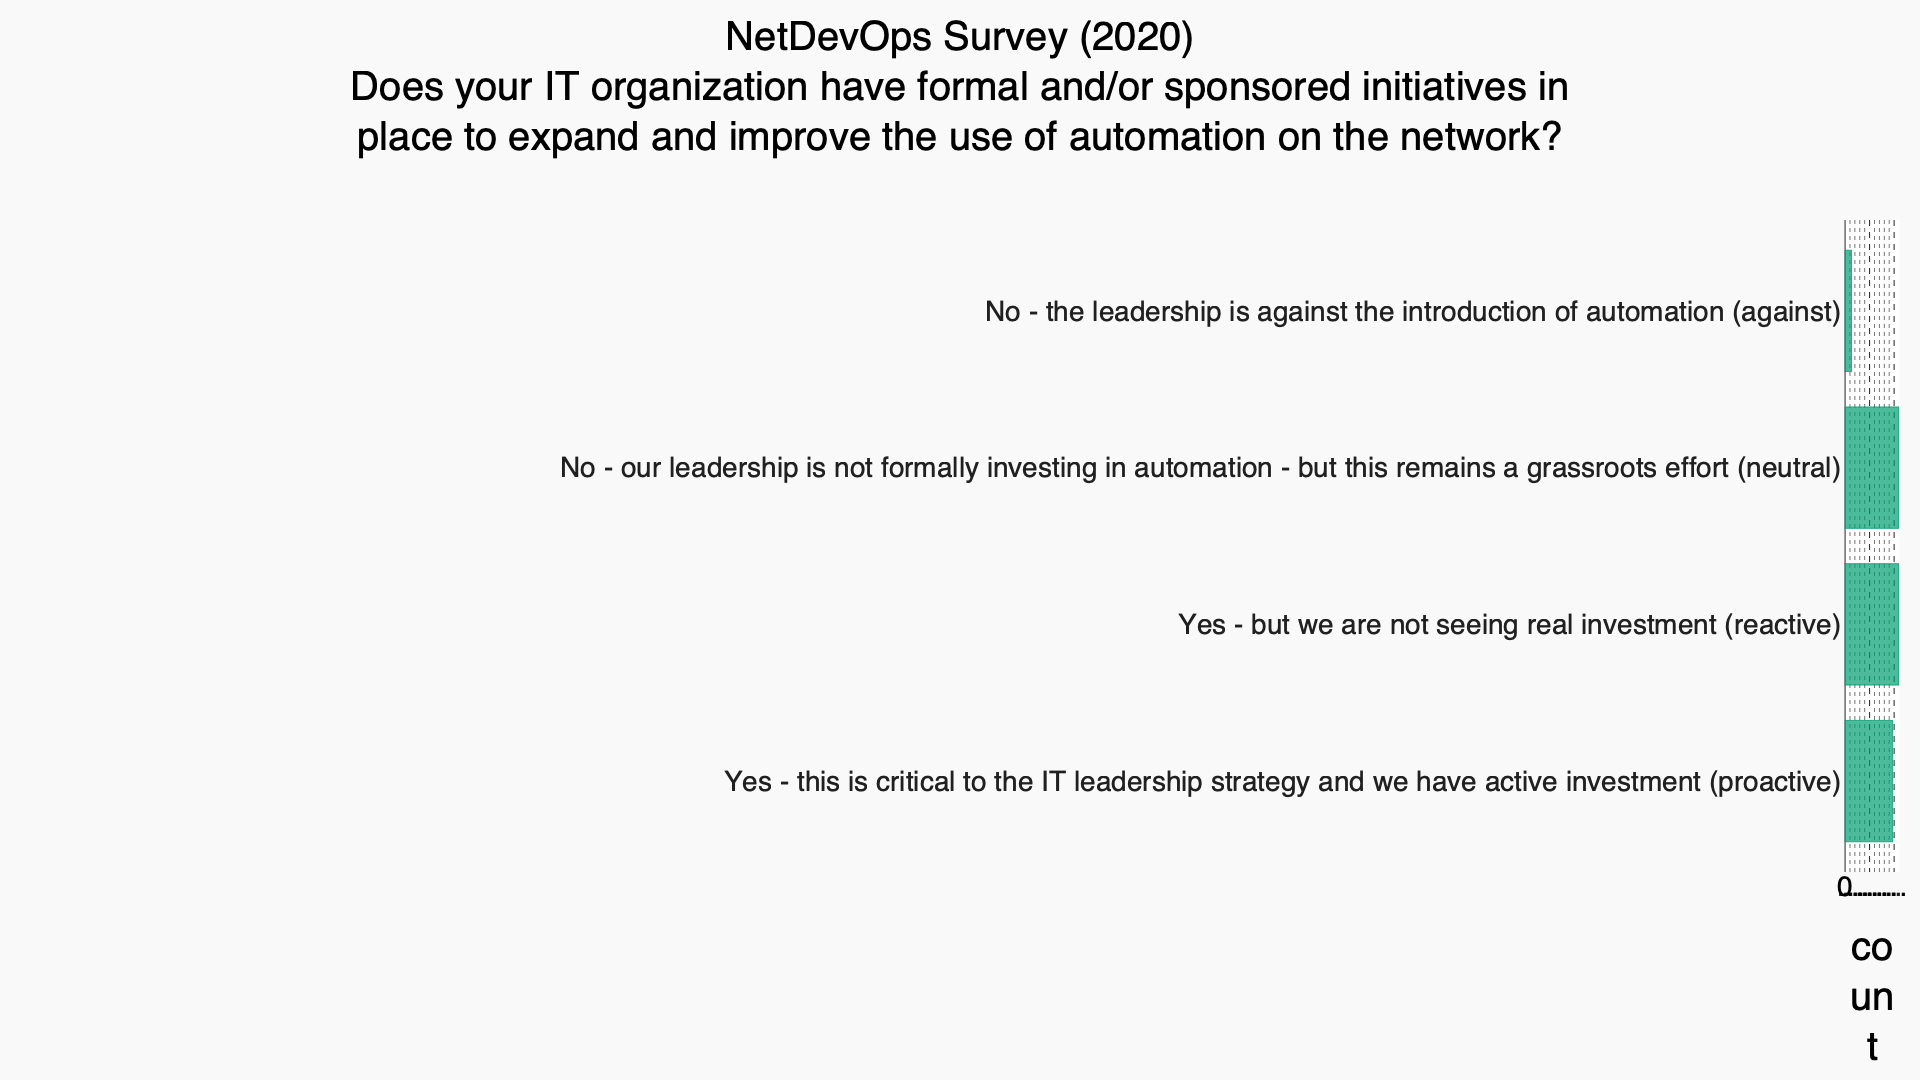 NetDevOps Survey (2020)
Does your IT organization have formal and/or sponsored initiatives in
place to expand and improve the use of automation on the network?
No - the leadership is against the introduction of automation (against)
No - our leadership is not formally investing in automation - but this remains a grassroots effort (neutral)
Yes - but we are not seeing real investment (reactive)
Yes - this is critical to the IT leadership strategy and we have active investment (proactive)
0
co
un
t